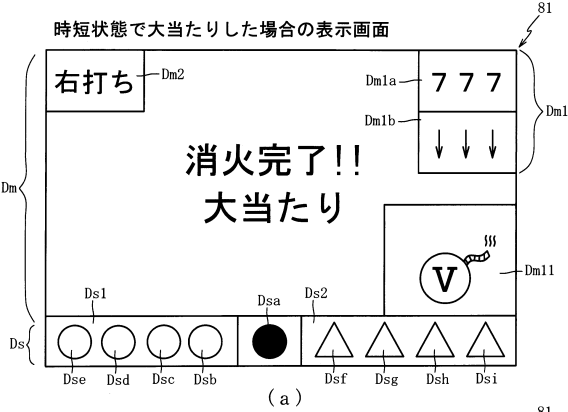 81
時短状態で大当たりした場合の表示画面
右打ち
Dm2
Dm1a
7 7 7
Dm1
Dm1b
↓ ↓ ↓
Dm
消火完了!!
大当たり
V
Dm11
Ds1
Dsa
Ds2
Ds
Dse Dsd Dsc Dsb Dsf Dsg Dsh Dsi
(a)
81